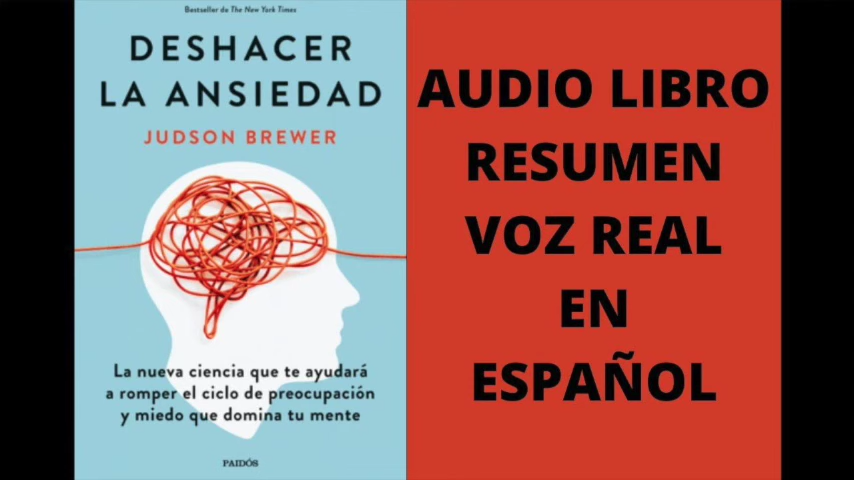 Bestseller de The New York Times
DESHACER
LA ANSIEDAD
JUDSON BREWER
La nueva ciencia que te ayudará
a romper el ciclo de preocupación
y miedo que domina tu mente
PAIDÓS
AUDIO LIBRO
RESUMEN
VOZ REAL
EN
ESPAÑOL